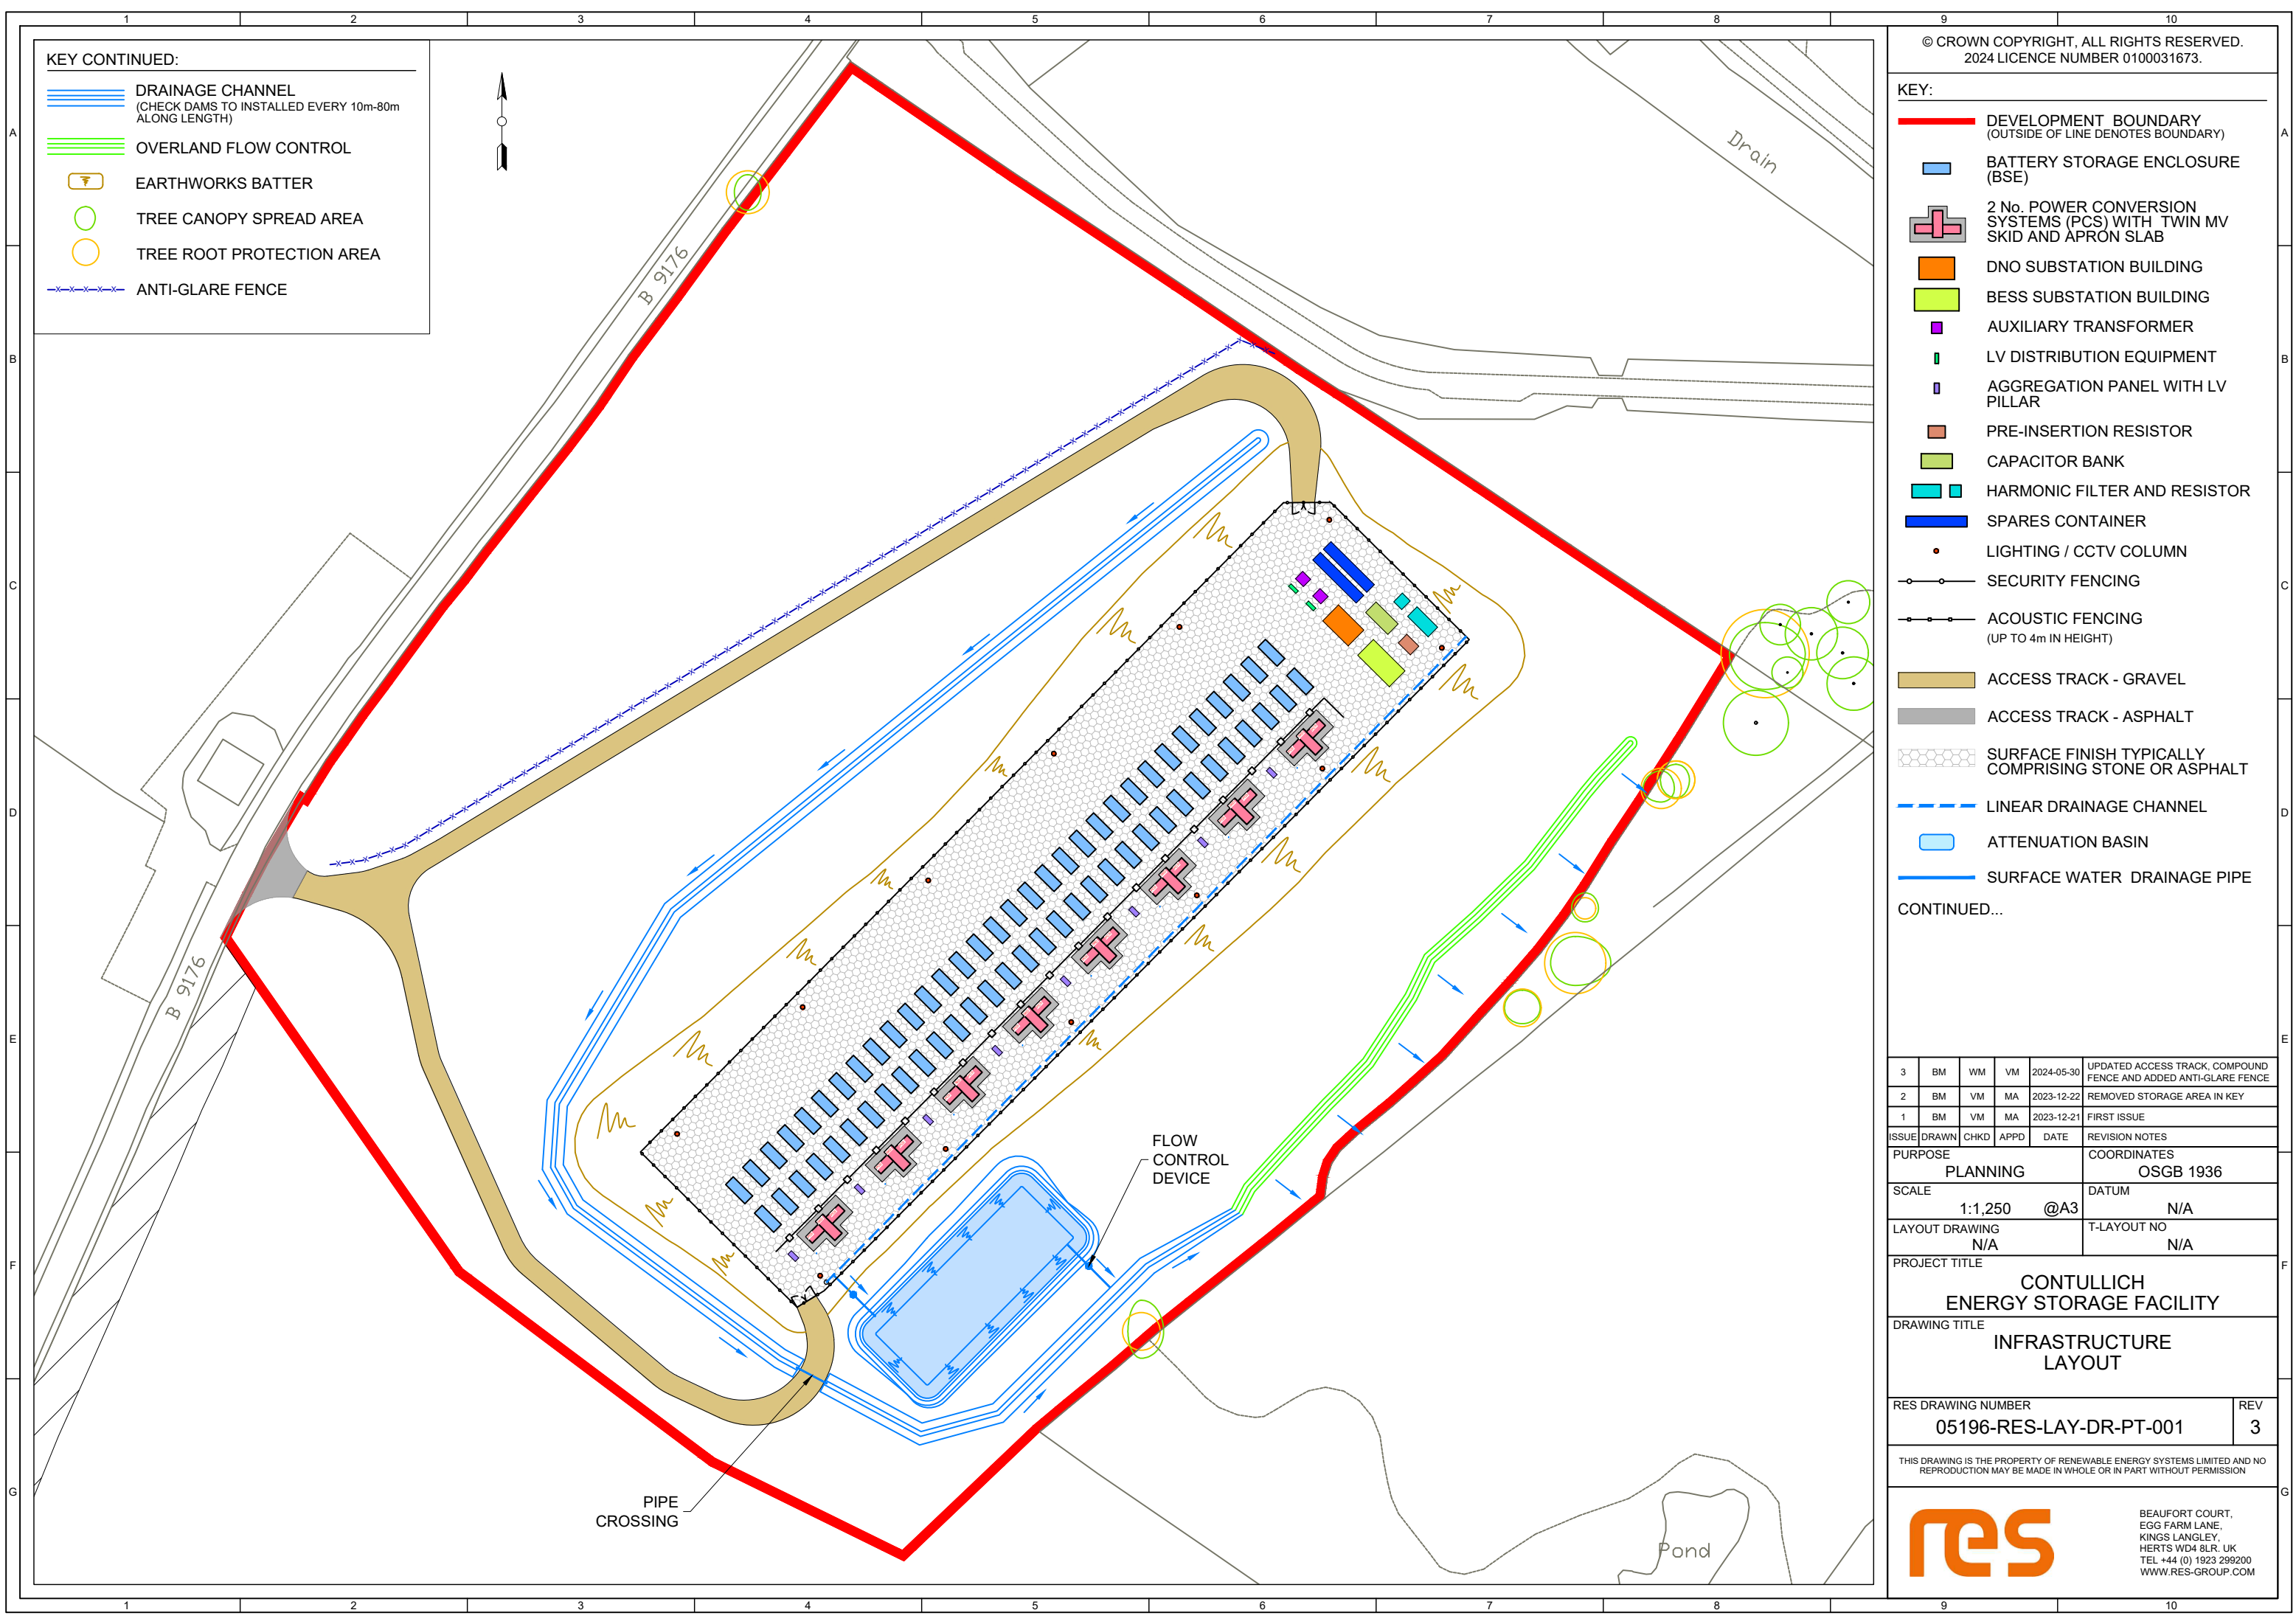 1 2 3 4 5 6 7 8 9 10
A
B
C
D
E
F
G
KEY CONTINUED:
DRAINAGE CHANNEL
(CHECK DAMS TO INSTALLED EVERY 10m-80m
ALONG LENGTH)
OVERLAND FLOW CONTROL
EARTHWORKS BATTER
TREE CANOPY SPREAD AREA
TREE ROOT PROTECTION AREA
ANTI-GLARE FENCE
B 9176
Drain
B 9176
FLOW
CONTROL
DEVICE
PIPE
CROSSING
Pond
© CROWN COPYRIGHT, ALL RIGHTS RESERVED.
2024 LICENCE NUMBER 0100031673.
KEY:
DEVELOPMENT BOUNDARY
(OUTSIDE OF LINE DENOTES BOUNDARY)
BATTERY STORAGE ENCLOSURE
(BSE)
2 No. POWER CONVERSION
SYSTEMS (PCS) WITH TWIN MV
SKID AND APRON SLAB
DNO SUBSTATION BUILDING
BESS SUBSTATION BUILDING
AUXILIARY TRANSFORMER
LV DISTRIBUTION EQUIPMENT
AGGREGATION PANEL WITH LV
PILLAR
PRE-INSERTION RESISTOR
CAPACITOR BANK
HARMONIC FILTER AND RESISTOR
SPARES CONTAINER
LIGHTING / CCTV COLUMN
SECURITY FENCING
ACOUSTIC FENCING
(UP TO 4m IN HEIGHT)
ACCESS TRACK - GRAVEL
ACCESS TRACK - ASPHALT
SURFACE FINISH TYPICALLY
COMPRISING STONE OR ASPHALT
LINEAR DRAINAGE CHANNEL
ATTENUATION BASIN
SURFACE WATER DRAINAGE PIPE
CONTINUED...
3 BM WM VM 2024-05-30 UPDATED ACCESS TRACK, COMPOUND
FENCE AND ADDED ANTI-GLARE FENCE
2 BM VM MA 2023-12-22 REMOVED STORAGE AREA IN KEY
1 BM VM MA 2023-12-21 FIRST ISSUE
ISSUE DRAWN CHKD APPD DATE REVISION NOTES
PURPOSE COORDINATES
PLANNING OSGB 1936
SCALE DATUM
1:1,250 @A3 N/A
LAYOUT DRAWING T-LAYOUT NO
N/A N/A
PROJECT TITLE
CONTULLICH
ENERGY STORAGE FACILITY
DRAWING TITLE
INFRASTRUCTURE
LAYOUT
RES DRAWING NUMBER REV
05196-RES-LAY-DR-PT-001 3
THIS DRAWING IS THE PROPERTY OF RENEWABLE ENERGY SYSTEMS LIMITED AND NO
REPRODUCTION MAY BE MADE IN WHOLE OR IN PART WITHOUT PERMISSION
res
BEAUFORT COURT,
EGG FARM LANE,
KINGS LANGLEY,
HERTS WD4 8LR. UK
TEL +44 (0) 1923 299200
WWW.RES-GROUP.COM
A
B
C
D
E
F
G
1 2 3 4 5 6 7 8 9 10